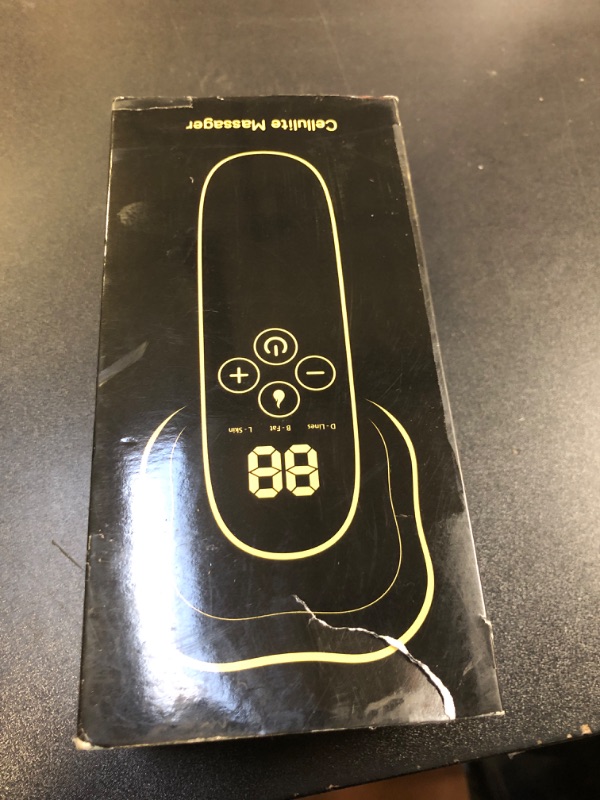 88
D - Lines B - Fat L - Skin
Cellulite Massager